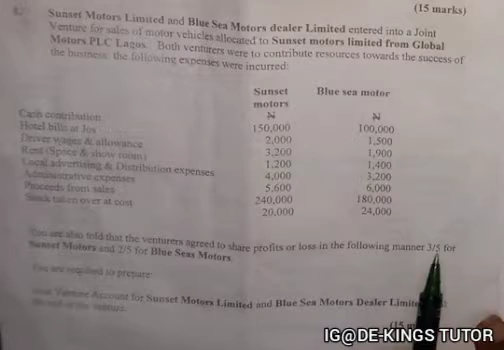 (15 marks)
Sunset Motors Limited and Blue Sea Motors dealer Limited entered into a Joint
Venture for sales of motor vehicles allocated to Sunset motors limited from Global
Motors PLC Lagos. Both venturers were to contribute resources towards the success of
the business, the following expenses were incurred:
Sunset motors Blue sea motor
N N
Cash contribution 150,000 100,000
Hotel bills at Jos 2,000 1,500
Driver wages & allowance 3,200 1,900
Rent (Space & show room) 1,200 1,400
Local advertising & Distribution expenses 4,000 3,200
Administrative expenses 5,600 6,000
Proceeds from sales 240,000 180,000
Stock taken over at cost 20,000 24,000
You are also told that the venturers agreed to share profits or loss in the following manner 3/5 for
Sunset Motors and 2/5 for Blue Seas Motors
You are required to prepare:
Venture Account for Sunset Motors Limited and Blue Sea Motors Dealer
venture.
(15
IG@DE-KINGS TUTOR